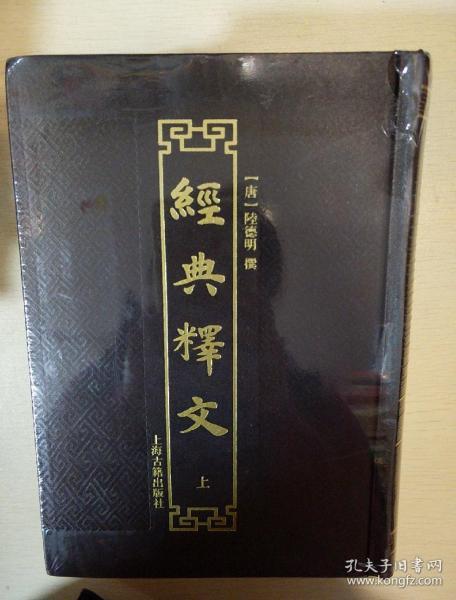 【唐】陸德明 撰
經典釋文 上
上海古籍出版社
孔夫子旧书网
www.kongfz.com